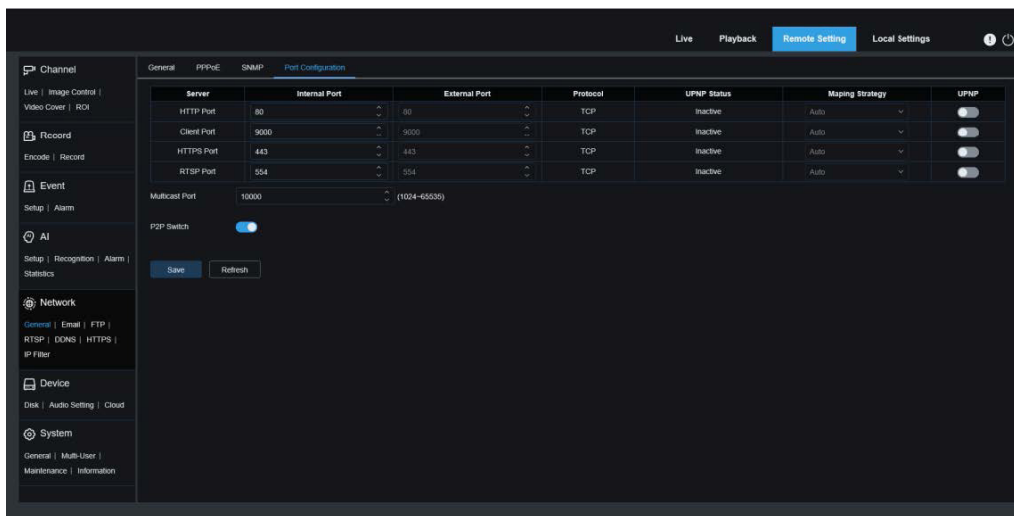 Live Playback Remote Setting Local Settings
Channel
Live | Image Control |
Video Cover | ROI
Record
Encode | Record
Event
Setup | Alarm
AI
Setup | Recognition | Alarm |
Statistics
Network
General | Email | FTP |
RTSP | DDNS | HTTPS |
IP Filter
Device
Disk | Audio Setting | Cloud
System
General | Multi-User |
Maintenance | Information
General PPPoE SNMP Port Configuration
Server Internal Port External Port Protocol UPNP Status Maping Strategy UPNP
HTTP Port 80 80 TCP Inactive Auto
Client Port 9000 9000 TCP Inactive Auto
HTTPS Port 443 443 TCP Inactive Auto
RTSP Port 554 554 TCP Inactive Auto
Multicast Port 10000 (1024~65535)
P2P Switch
Save Refresh